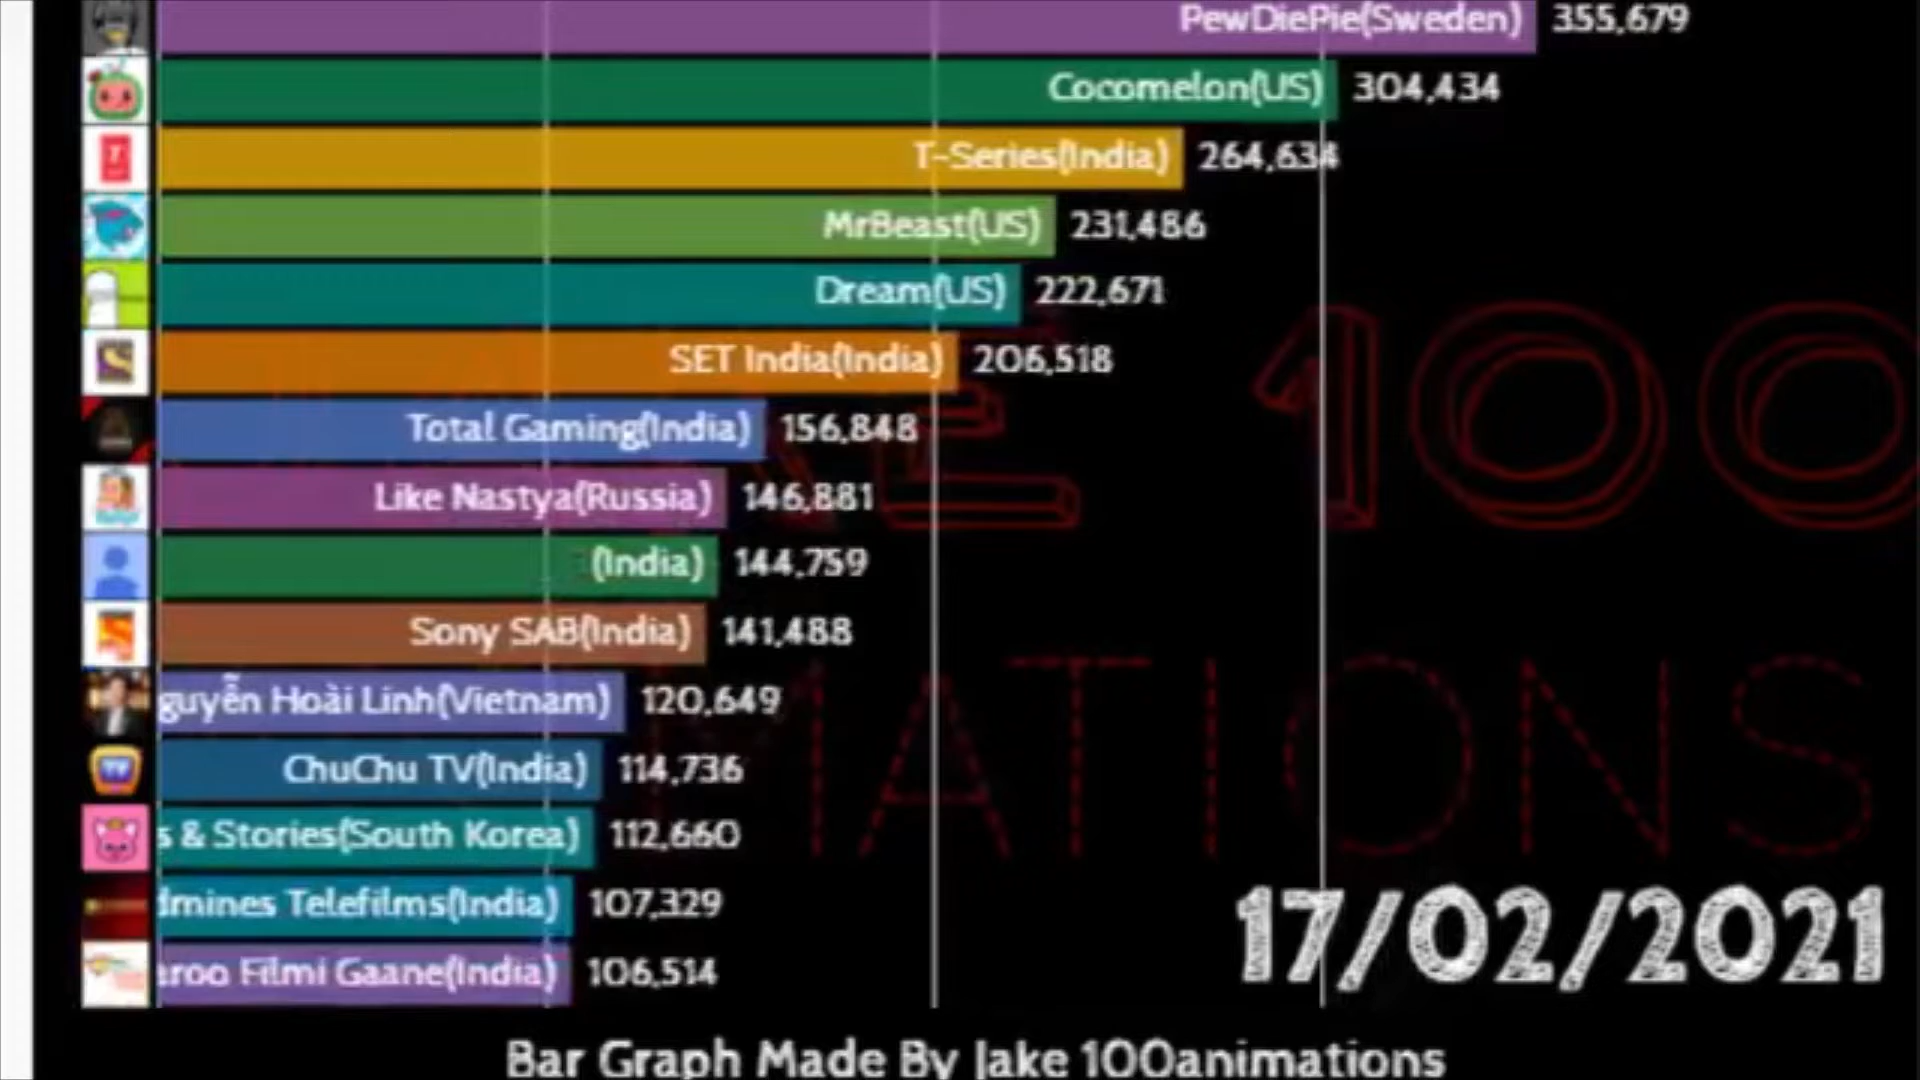 PewDiePie(Sweden) 355,679
Cocomelon(US) 304,434
T-Series(India) 264,634
MrBeast(US) 231,486
Dream(US) 222,671
SET India(India) 206,518
Total Gaming(India) 156,848
Like Nastya(Russia) 146,881
(India) 144,759
Sony SAB(India) 141,488
guyễn Hoài Linh(Vietnam) 120,649
ChuChu TV(India) 114,736
s & Stories(South Korea) 112,660
dmines Telefilms(India) 107,329
aroo Filmi Gaane(India) 106,514
100
MATIONS
17/02/2021
Bar Graph Made By Jake 100animations